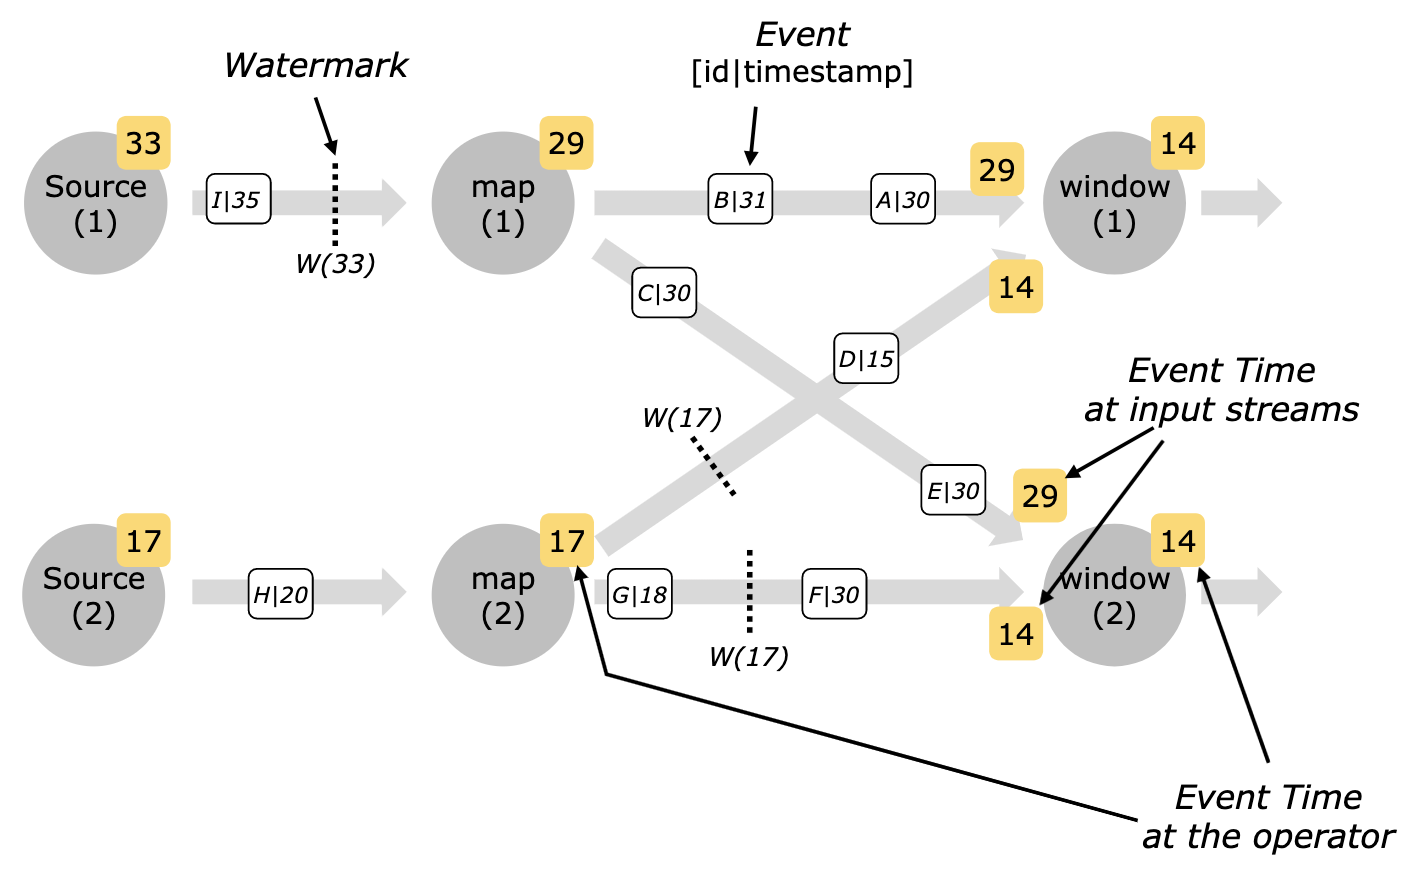 Watermark
Event
[id|timestamp]
33
Source
(1)
I|35
W(33)
29
map
(1)
B|31
A|30
29
14
window
(1)
14
C|30
D|15
W(17)
E|30
Event Time
at input streams
29
17
Source
(2)
H|20
17
map
(2)
G|18
F|30
W(17)
14
window
(2)
14
Event Time
at the operator